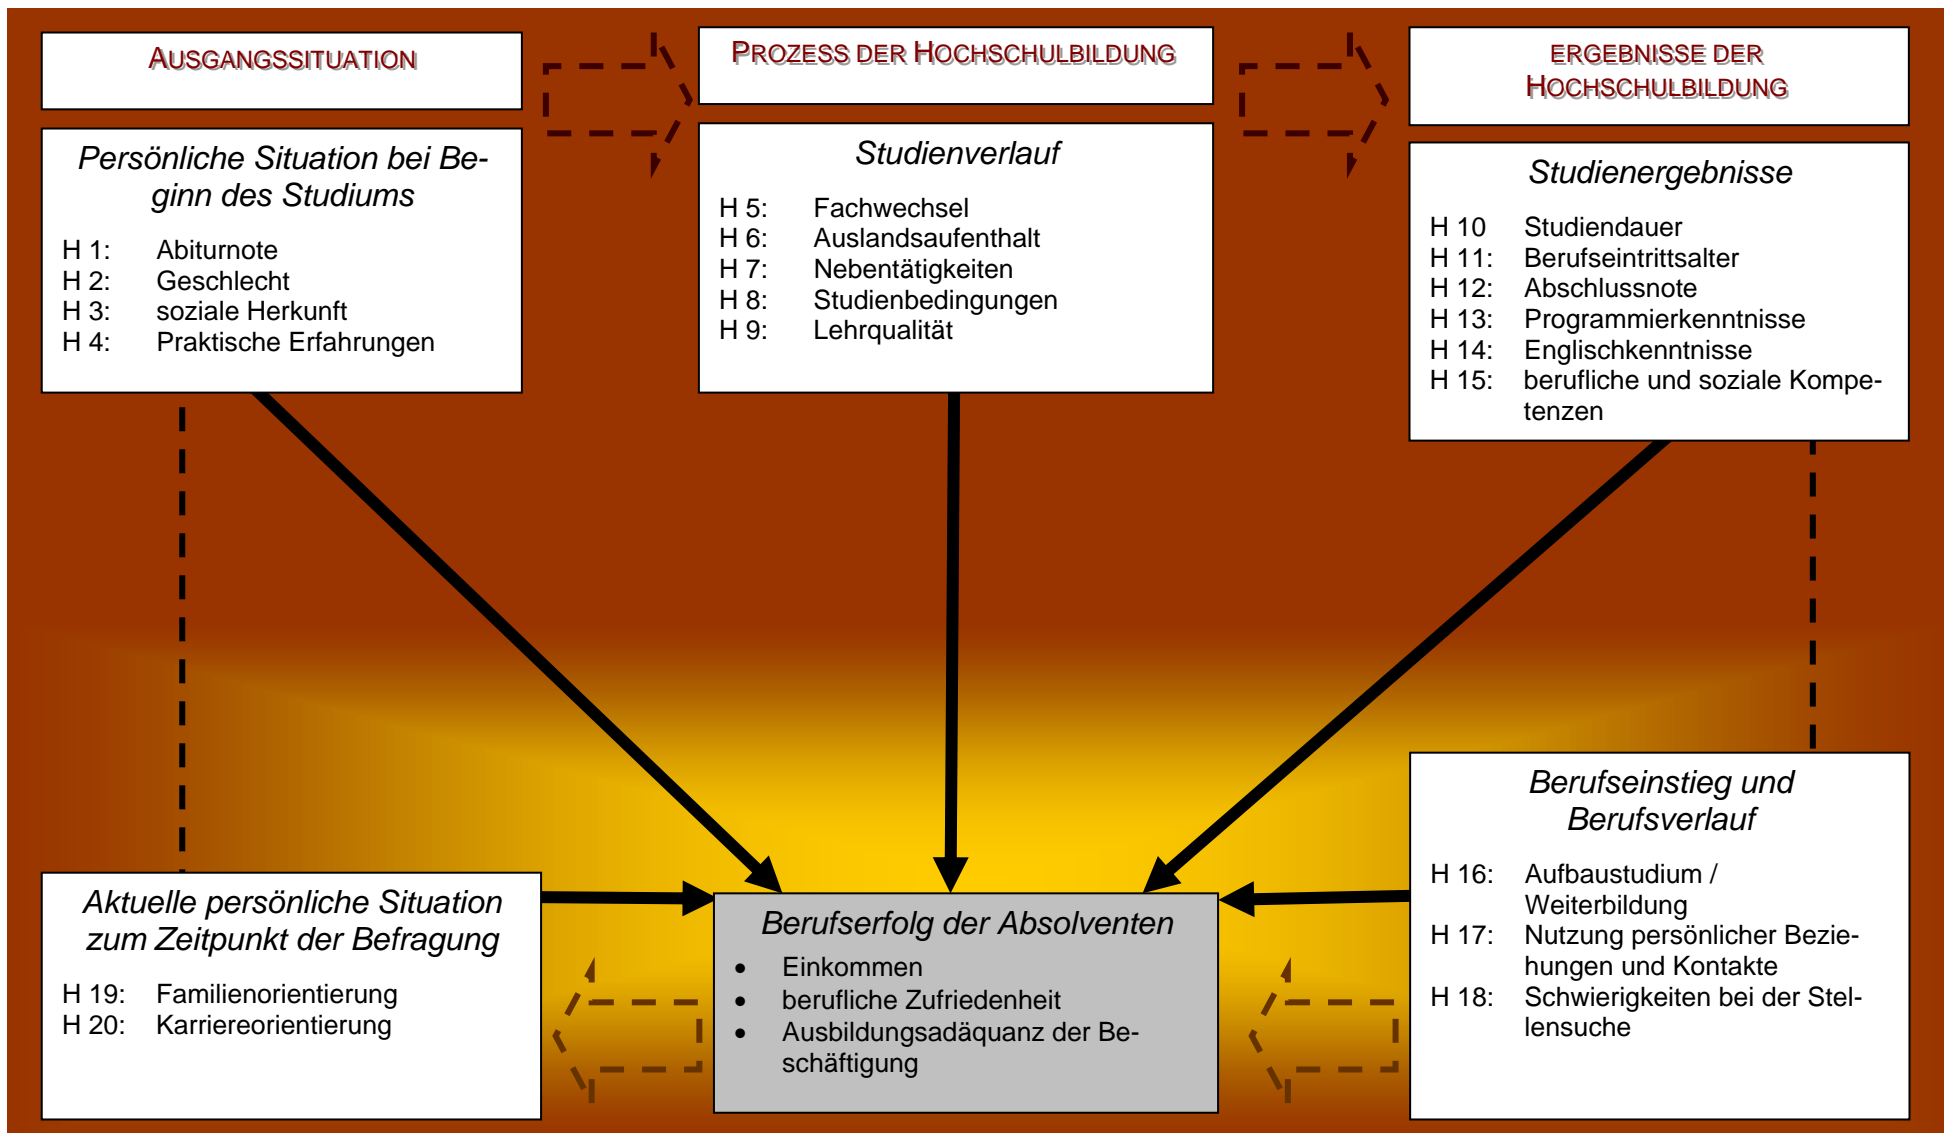 AUSGANGSSITUATION
PROZESS DER HOCHSCHULBILDUNG
ERGEBNISSE DER
HOCHSCHULBILDUNG
Persönliche Situation bei Be-
ginn des Studiums
H 1: Abiturnote
H 2: Geschlecht
H 3: soziale Herkunft
H 4: Praktische Erfahrungen
Studienverlauf
H 5: Fachwechsel
H 6: Auslandsaufenthalt
H 7: Nebentätigkeiten
H 8: Studienbedingungen
H 9: Lehrqualität
Studienergebnisse
H 10 Studiendauer
H 11: Berufseintrittsalter
H 12: Abschlussnote
H 13: Programmierkenntnisse
H 14: Englischkenntnisse
H 15: berufliche und soziale Kompe-
tenzen
Aktuelle persönliche Situation
zum Zeitpunkt der Befragung
H 19: Familienorientierung
H 20: Karriereorientierung
Berufserfolg der Absolventen
• Einkommen
• berufliche Zufriedenheit
• Ausbildungsadäquanz der Be-
schäftigung
Berufseinstieg und
Berufsverlauf
H 16: Aufbaustudium /
Weiterbildung
H 17: Nutzung persönlicher Bezie-
hungen und Kontakte
H 18: Schwierigkeiten bei der Stel-
lensuche